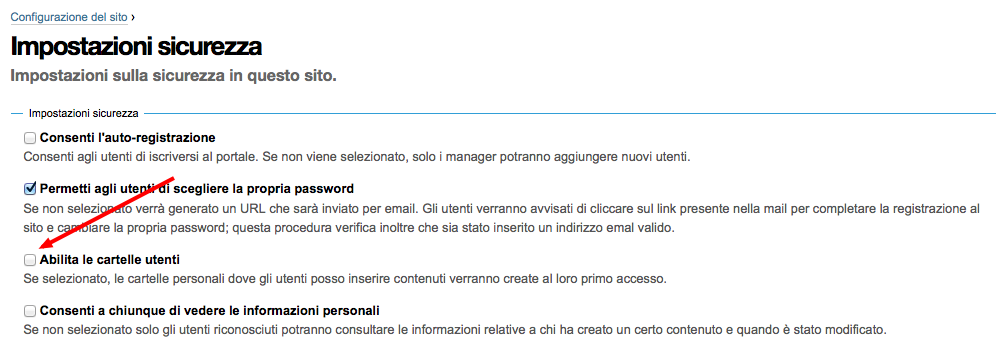 Configurazione del sito ›
Impostazioni sicurezza
Impostazioni sulla sicurezza in questo sito.
Impostazioni sicurezza
Consenti l'auto-registrazione
Consenti agli utenti di iscriversi al portale. Se non viene selezionato, solo i manager potranno aggiungere nuovi utenti.
Permetti agli utenti di scegliere la propria password
Se non selezionato verrà generato un URL che sarà inviato per email. Gli utenti verranno avvisati di cliccare sul link presente nella mail per completare la registrazione al
sito e cambiare la propria password; questa procedura verifica inoltre che sia stato inserito un indirizzo emal valido.
Abilita le cartelle utenti
Se selezionato, le cartelle personali dove gli utenti posso inserire contenuti verranno create al loro primo accesso.
Consenti a chiunque di vedere le informazioni personali
Se non selezionato solo gli utenti riconosciuti potranno consultare le informazioni relative a chi ha creato un certo contenuto e quando è stato modificato.